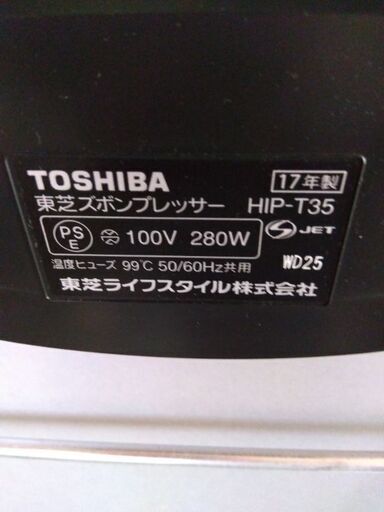 TOSHIBA 17年製
東芝ズボンプレッサー HIP-T35
PS E 100V 280W S JET
温度ヒューズ 99℃ 50/60Hz共用 WD25
東芝ライフスタイル株式会社